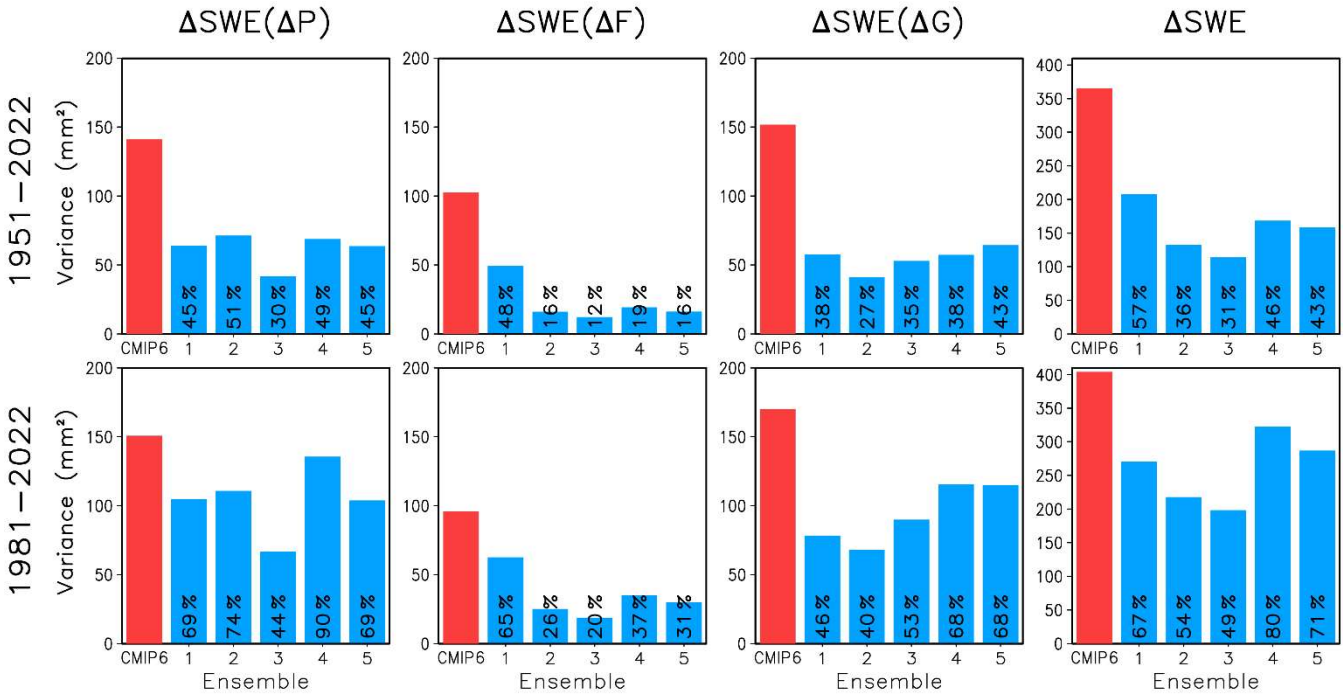 ΔSWE(ΔP) ΔSWE(ΔF) ΔSWE(ΔG) ΔSWE
1951−2022
Variance (mm²)
200 150 100 50 0
45% 51% 30% 49% 45%
CMIP6 1 2 3 4 5
200 150 100 50 0
48% 16% 12% 19% 16%
CMIP6 1 2 3 4 5
200 150 100 50 0
38% 27% 35% 38% 43%
CMIP6 1 2 3 4 5
400 350 300 250 200 150 100 50 0
57% 36% 31% 46% 43%
CMIP6 1 2 3 4 5
1981−2022
Variance (mm²)
200 150 100 50 0
69% 74% 44% 90% 69%
CMIP6 1 2 3 4 5
Ensemble
200 150 100 50 0
65% 26% 20% 37% 31%
CMIP6 1 2 3 4 5
Ensemble
200 150 100 50 0
46% 40% 53% 68% 68%
CMIP6 1 2 3 4 5
Ensemble
400 350 300 250 200 150 100 50 0
67% 54% 49% 80% 71%
CMIP6 1 2 3 4 5
Ensemble